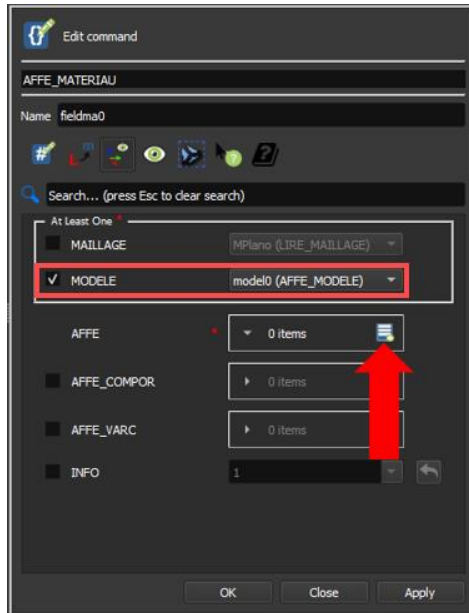 Edit command
AFFE_MATERIAU
Name fieldma0
Search... (press Esc to clear search)
At Least One *
MAILLAGE MPlano (LIRE_MAILLAGE)
MODELE model0 (AFFE_MODELE)
AFFE * 0 items
AFFE_COMPOR 0 items
AFFE_VARC 0 items
INFO 1
OK Close Apply